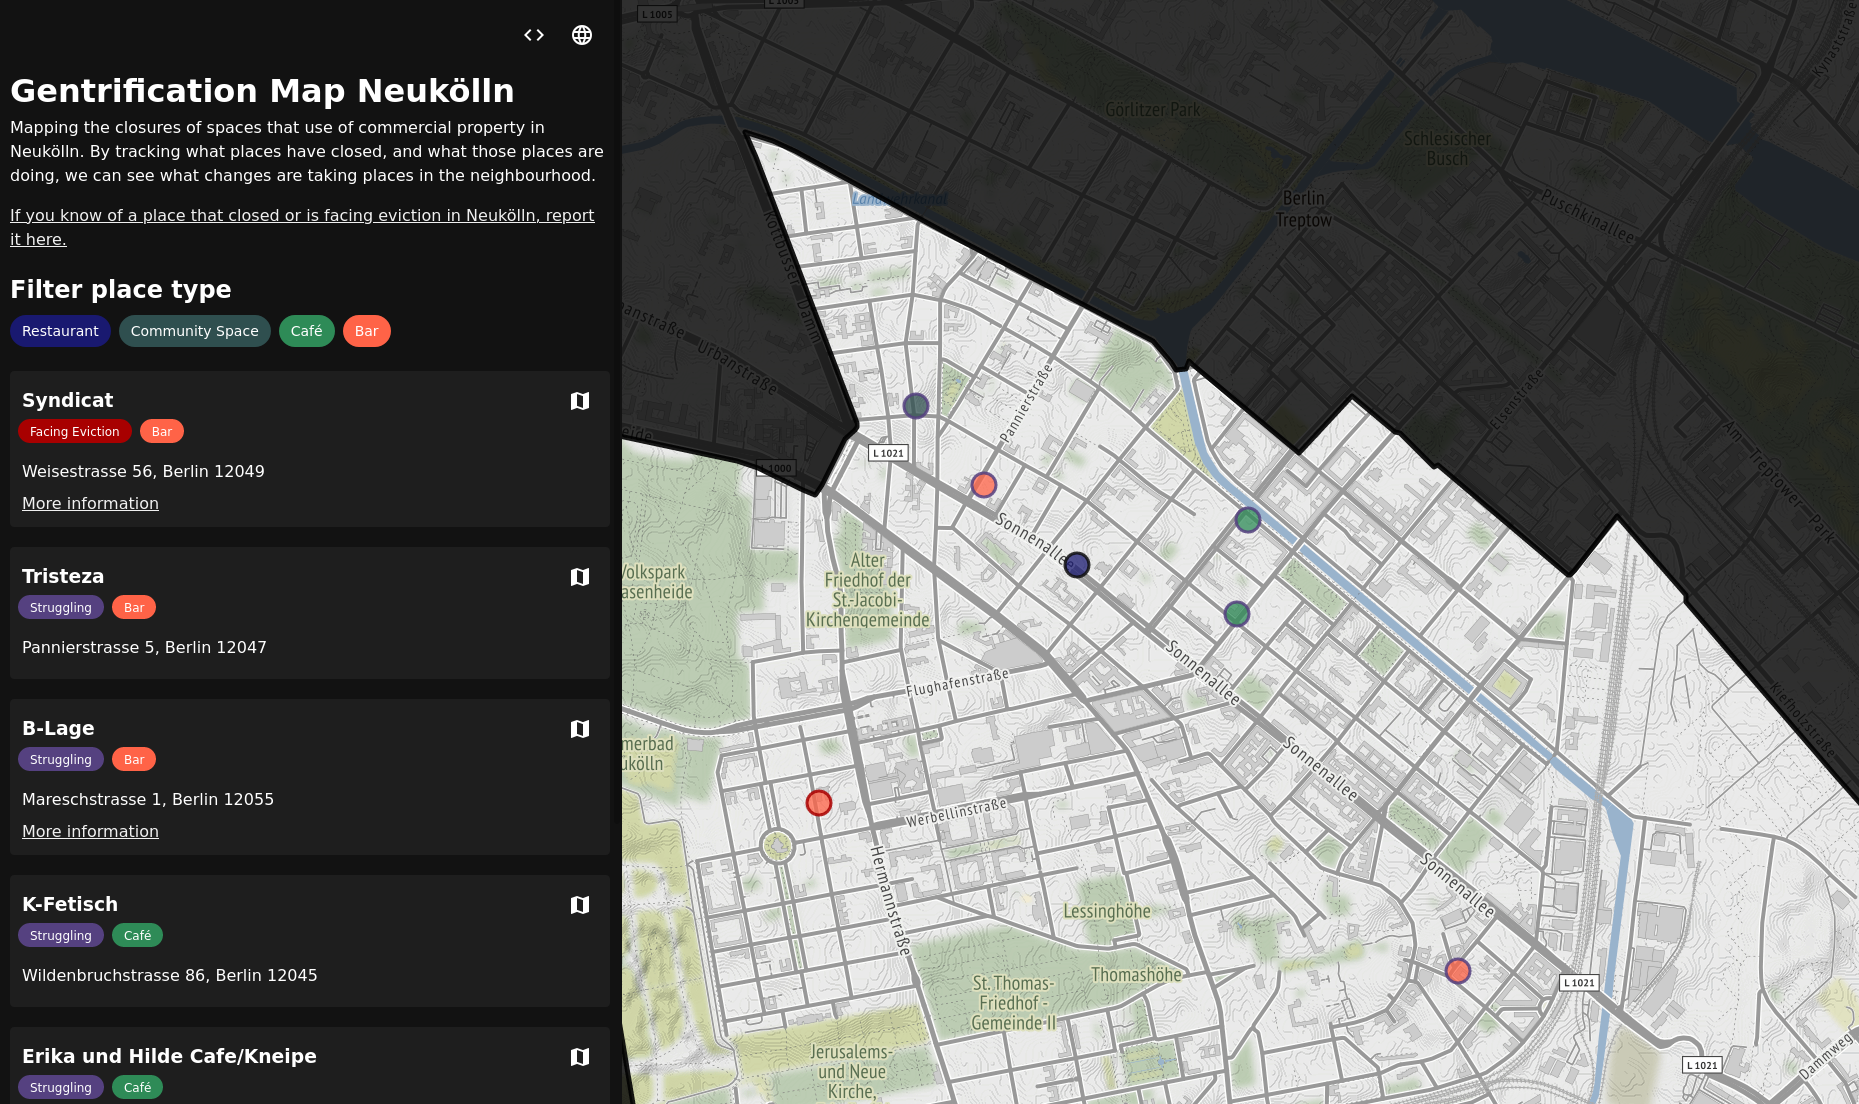 Gentrification Map Neukölln
Mapping the closures of spaces that use of commercial property in
Neukölln. By tracking what places have closed, and what those places are
doing, we can see what changes are taking places in the neighbourhood.
If you know of a place that closed or is facing eviction in Neukölln, report
it here.
Filter place type
Restaurant
Community Space
Café
Bar
Syndicat
Facing Eviction
Bar
Weisestrasse 56, Berlin 12049
More information
Tristeza
Struggling
Bar
Pannierstrasse 5, Berlin 12047
B-Lage
Struggling
Bar
Mareschstrasse 1, Berlin 12055
More information
K-Fetisch
Struggling
Café
Wildenbruchstrasse 86, Berlin 12045
Erika und Hilde Cafe/Kneipe
Struggling
Café
L 1005
L 1005
Görlitzer Park
Schlesischer
Busch
Kynaststraße
Landwehrkanal
Berlin
Treptow
Puschkinallee
Kottbusser Damm
Urbanstraße
Pannierstraße
Elsenstraße
Am Treptower Park
L 1021
L 1000
Sonnenallee
Volkspark
asenheide
Alter
Friedhof der
St.-Jacobi-
Kirchengemeinde
Sonnenallee
Flughafenstraße
Kiefholzstraße
merbad
ukölln
Sonnenallee
Werbellinstraße
Hermannstraße
Sonnenallee
Lessinghöhe
Thomashöhe
St. Thomas-
Friedhof -
Gemeinde II
L 1021
Jerusalems-
und Neue
Kirche,
L 1021
Dammweg